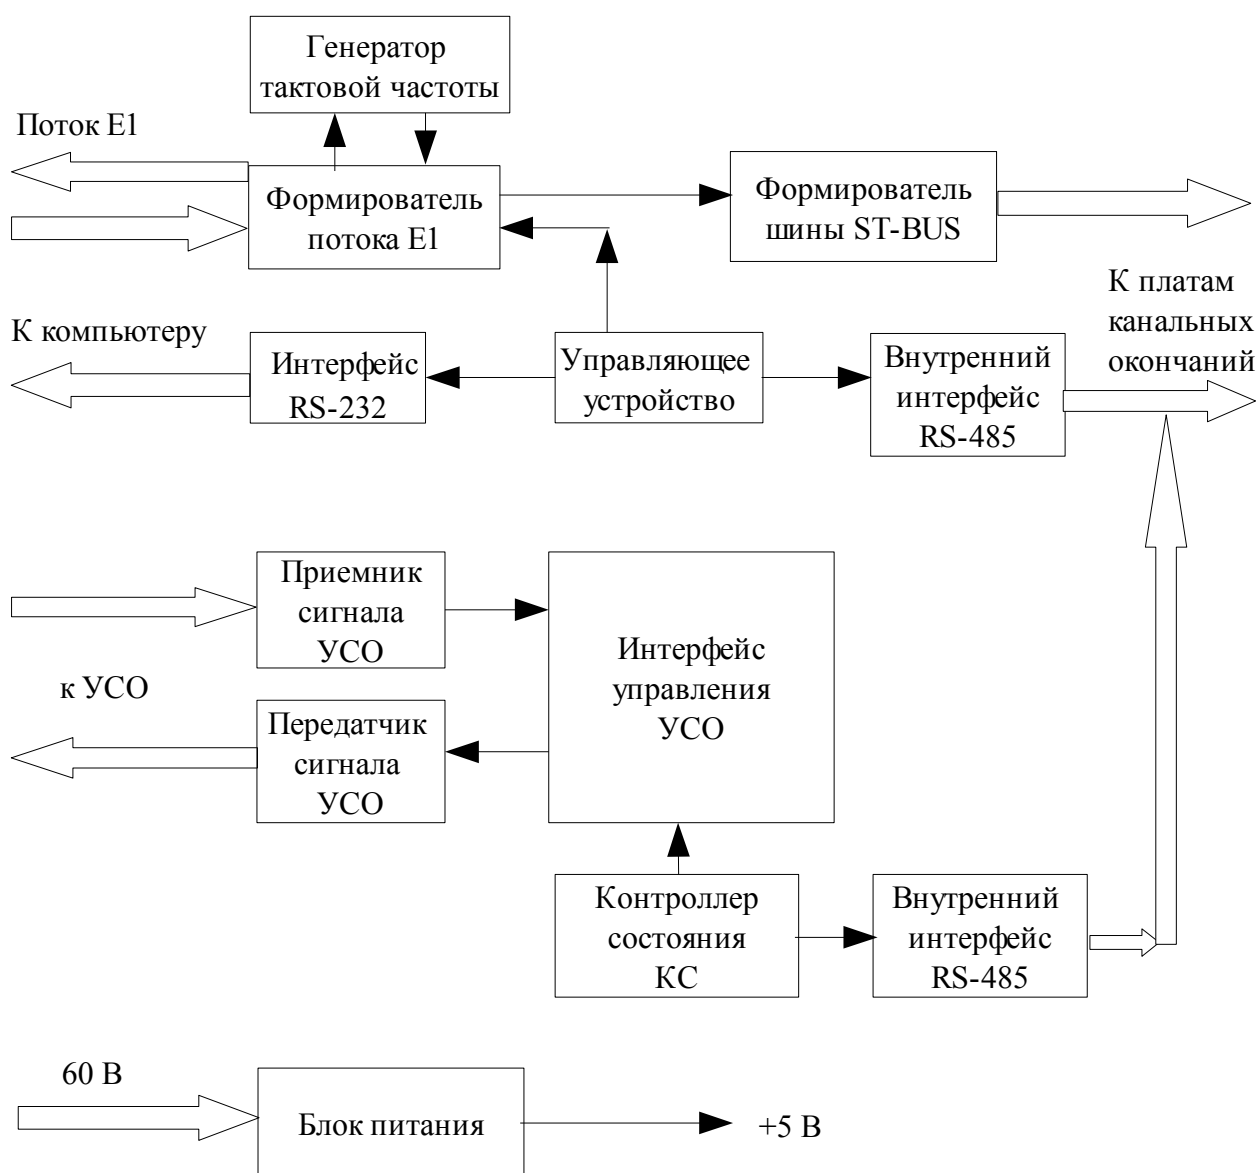 Генератор
тактовой частоты
Поток E1
Формирователь
потока E1
Формирователь
шины ST-BUS
К платам
канальных
окончаний
К компьютеру
Интерфейс
RS-232
Управляющее
устройство
Внутренний
интерфейс
RS-485
Приемник
сигнала
УСО
к УСО
Передатчик
сигнала
УСО
Интерфейс
управления
УСО
Контроллер
состояния
КС
Внутренний
интерфейс
RS-485
60 В
Блок питания
+5 В